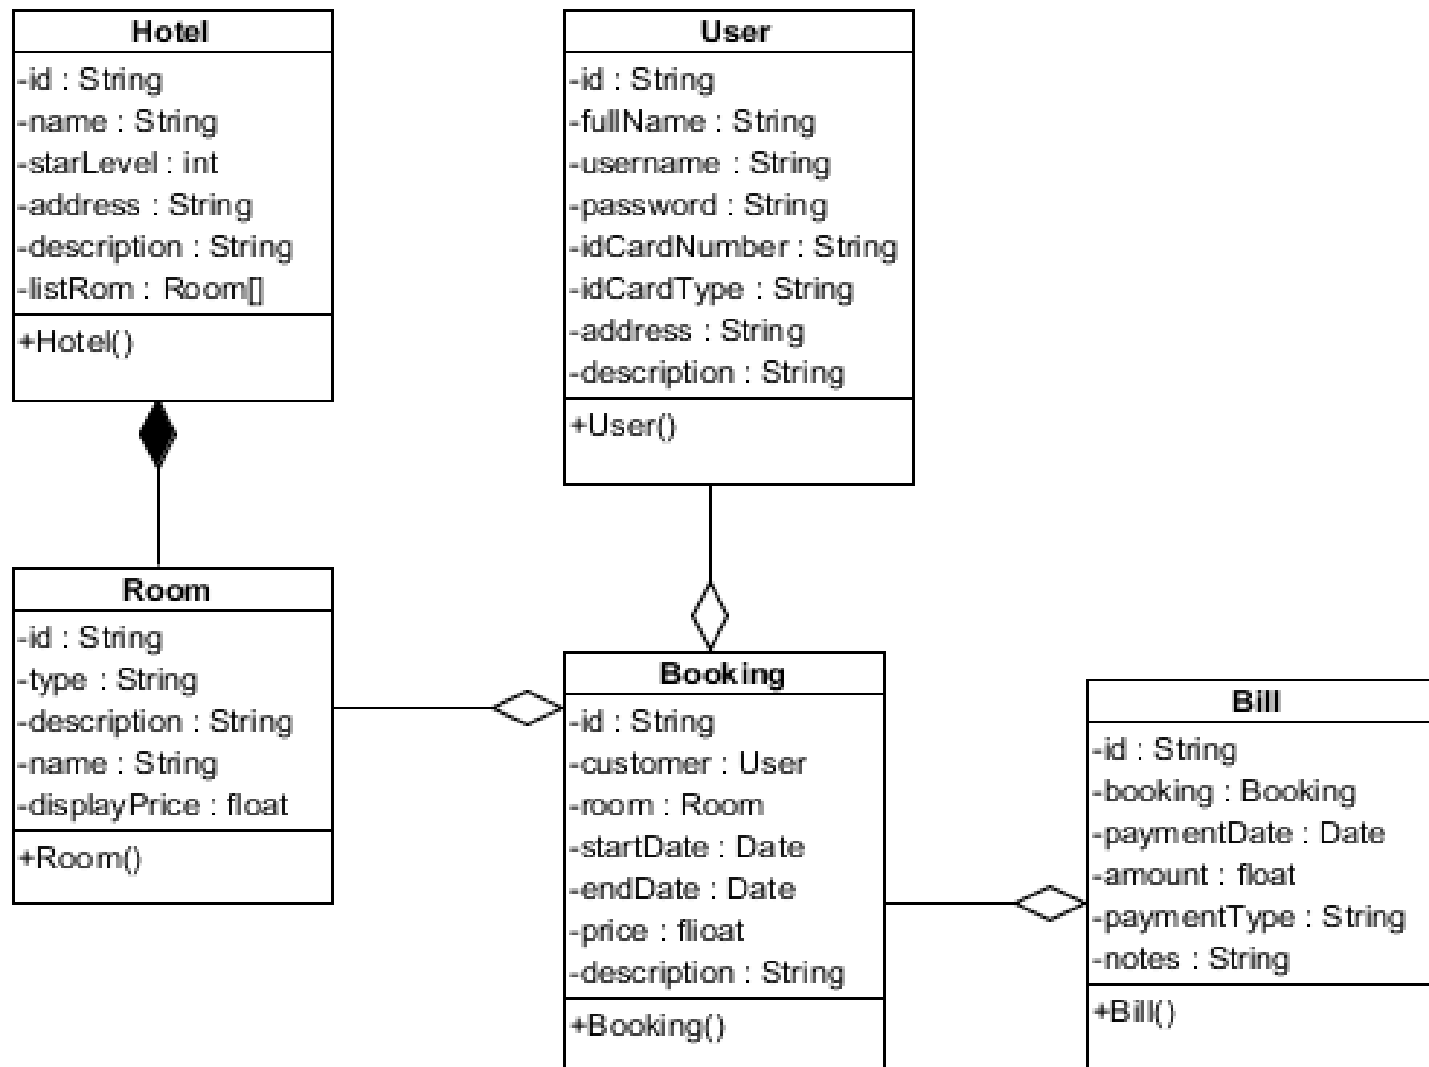 Hotel
-id : String
-name : String
-starLevel : int
-address : String
-description : String
-listRom : Room[]
+Hotel()
User
-id : String
-fullName : String
-username : String
-password : String
-idCardNumber : String
-idCardType : String
-address : String
-description : String
+User()
Room
-id : String
-type : String
-description : String
-name : String
-displayPrice : float
+Room()
Booking
-id : String
-customer : User
-room : Room
-startDate : Date
-endDate : Date
-price : flioat
-description : String
+Booking()
Bill
-id : String
-booking : Booking
-paymentDate : Date
-amount : float
-paymentType : String
-notes : String
+Bill()